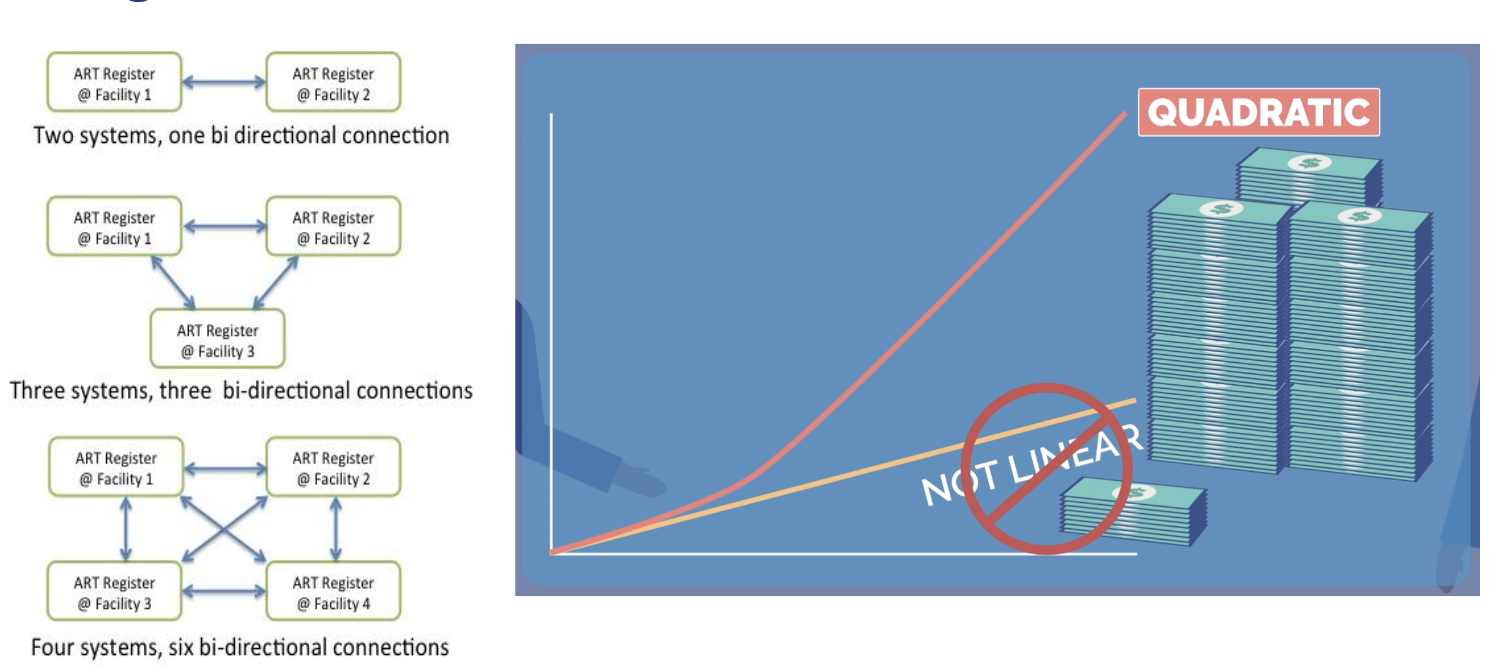 ART Register
@ Facility 1
ART Register
@ Facility 2
Two systems, one bi directional connection
ART Register
@ Facility 1
ART Register
@ Facility 2
ART Register
@ Facility 3
Three systems, three bi-directional connections
ART Register
@ Facility 1
ART Register
@ Facility 2
ART Register
@ Facility 3
ART Register
@ Facility 4
Four systems, six bi-directional connections
QUADRATIC
$
$
$
NOT LINEAR
$